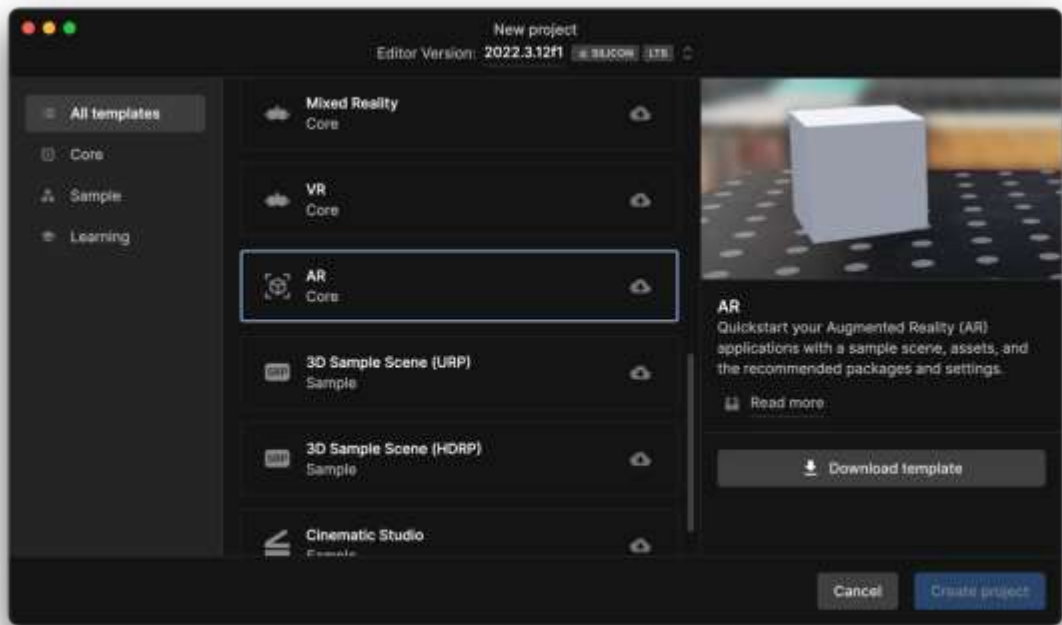 New project
Editor Version: 2022.3.12f1 SILICON LTS
All templates
Core
Sample
Learning
Mixed Reality
Core
VR
Core
AR
Core
SRP 3D Sample Scene (URP)
Sample
SRP 3D Sample Scene (HDRP)
Sample
Cinematic Studio
Sample
AR
Quickstart your Augmented Reality (AR)
applications with a sample scene, assets, and
the recommended packages and settings.
Read more
Download template
Cancel
Create project